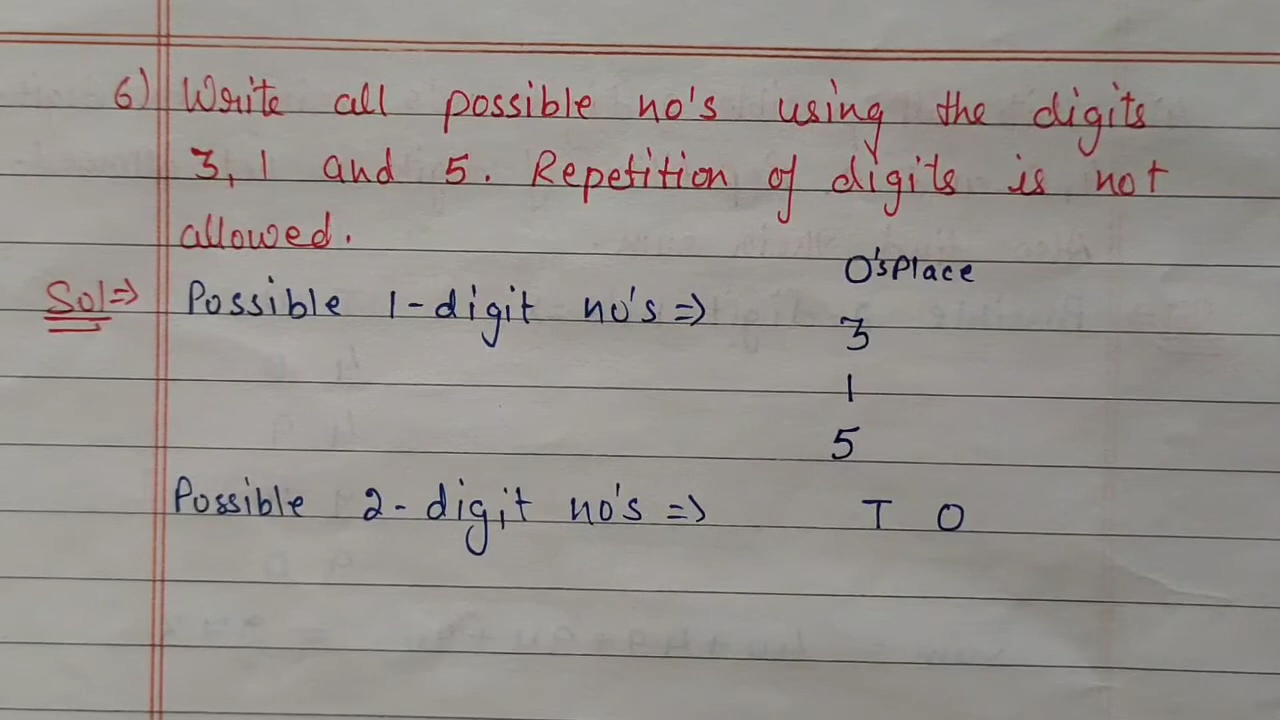 6) Write all possible no's using the digits
3, 1 and 5. Repetition of digits is not
allowed.
O's Place
Sol⇒ Possible 1-digit no's ⇒
3
1
5
Possible 2-digit no's ⇒ T O